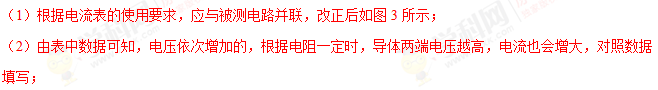 （1）根据电流表的使用要求，应与被测电路并联，改正后如图 3 所示；
（2）由表中数据可知，电压依次增加的，根据电阻一定时，导体两端电压越高，电流也会增大，对照数据
填写；